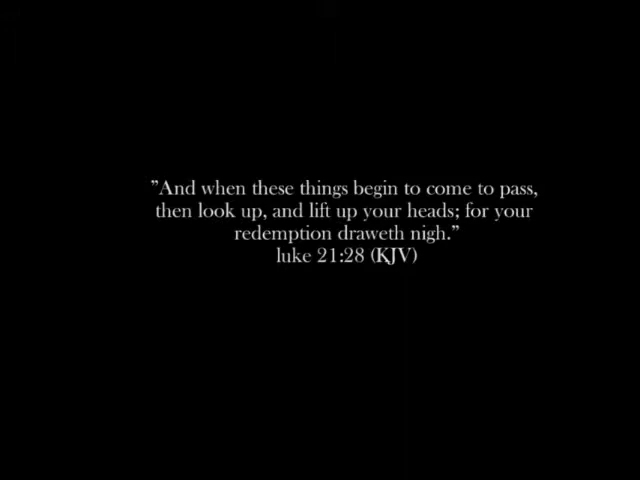 ”And when these things begin to come to pass,
then look up, and lift up your heads; for your
redemption draweth nigh.”
luke 21:28 (KJV)